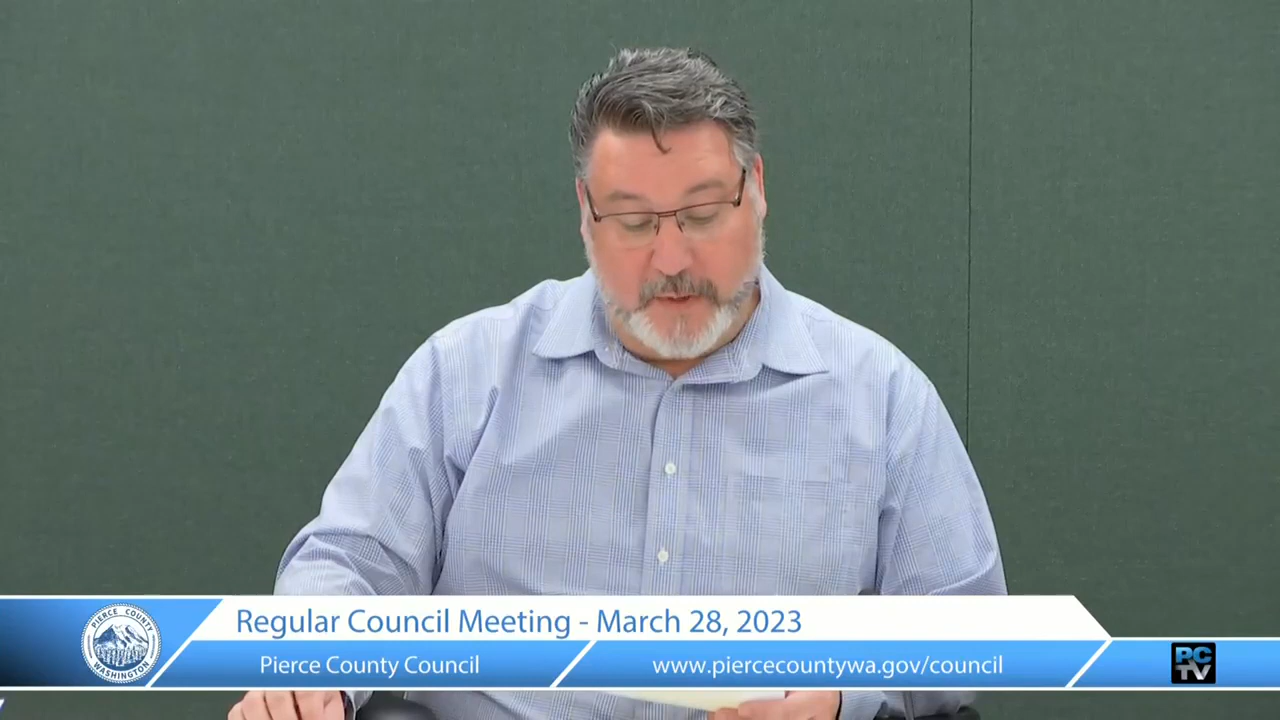 Regular Council Meeting - March 28, 2023
PIERCE COUNTY
WASHINGTON
Pierce County Council
www.piercecountywa.gov/council
PC
TV